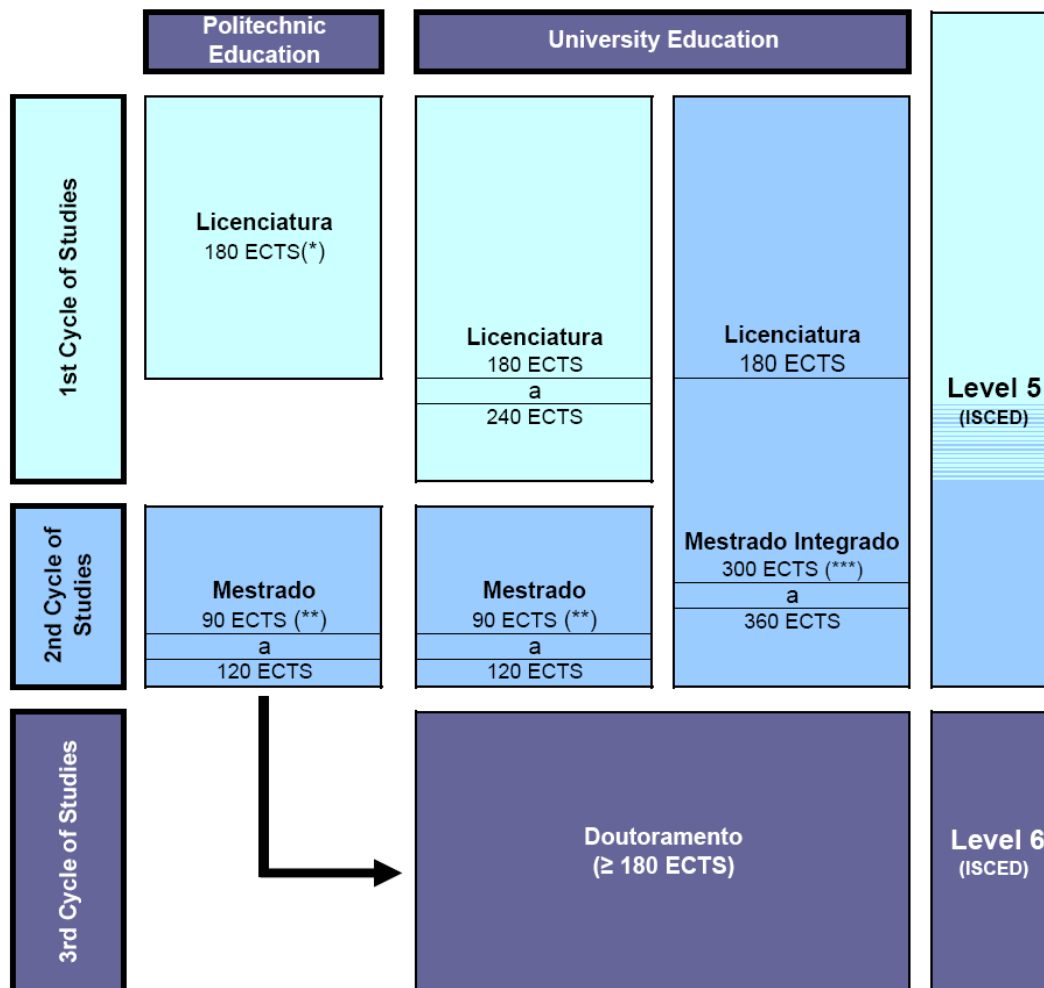 Politechnic
Education
University Education
1st Cycle of Studies
Licenciatura
180 ECTS(*)
Licenciatura
180 ECTS
a
240 ECTS
Licenciatura
180 ECTS
Level 5
(ISCED)
2nd Cycle of
Studies
Mestrado
90 ECTS (**)
a
120 ECTS
Mestrado
90 ECTS (**)
a
120 ECTS
Mestrado Integrado
300 ECTS (***)
a
360 ECTS
3rd Cycle of Studies
Doutoramento
(≥ 180 ECTS)
Level 6
(ISCED)